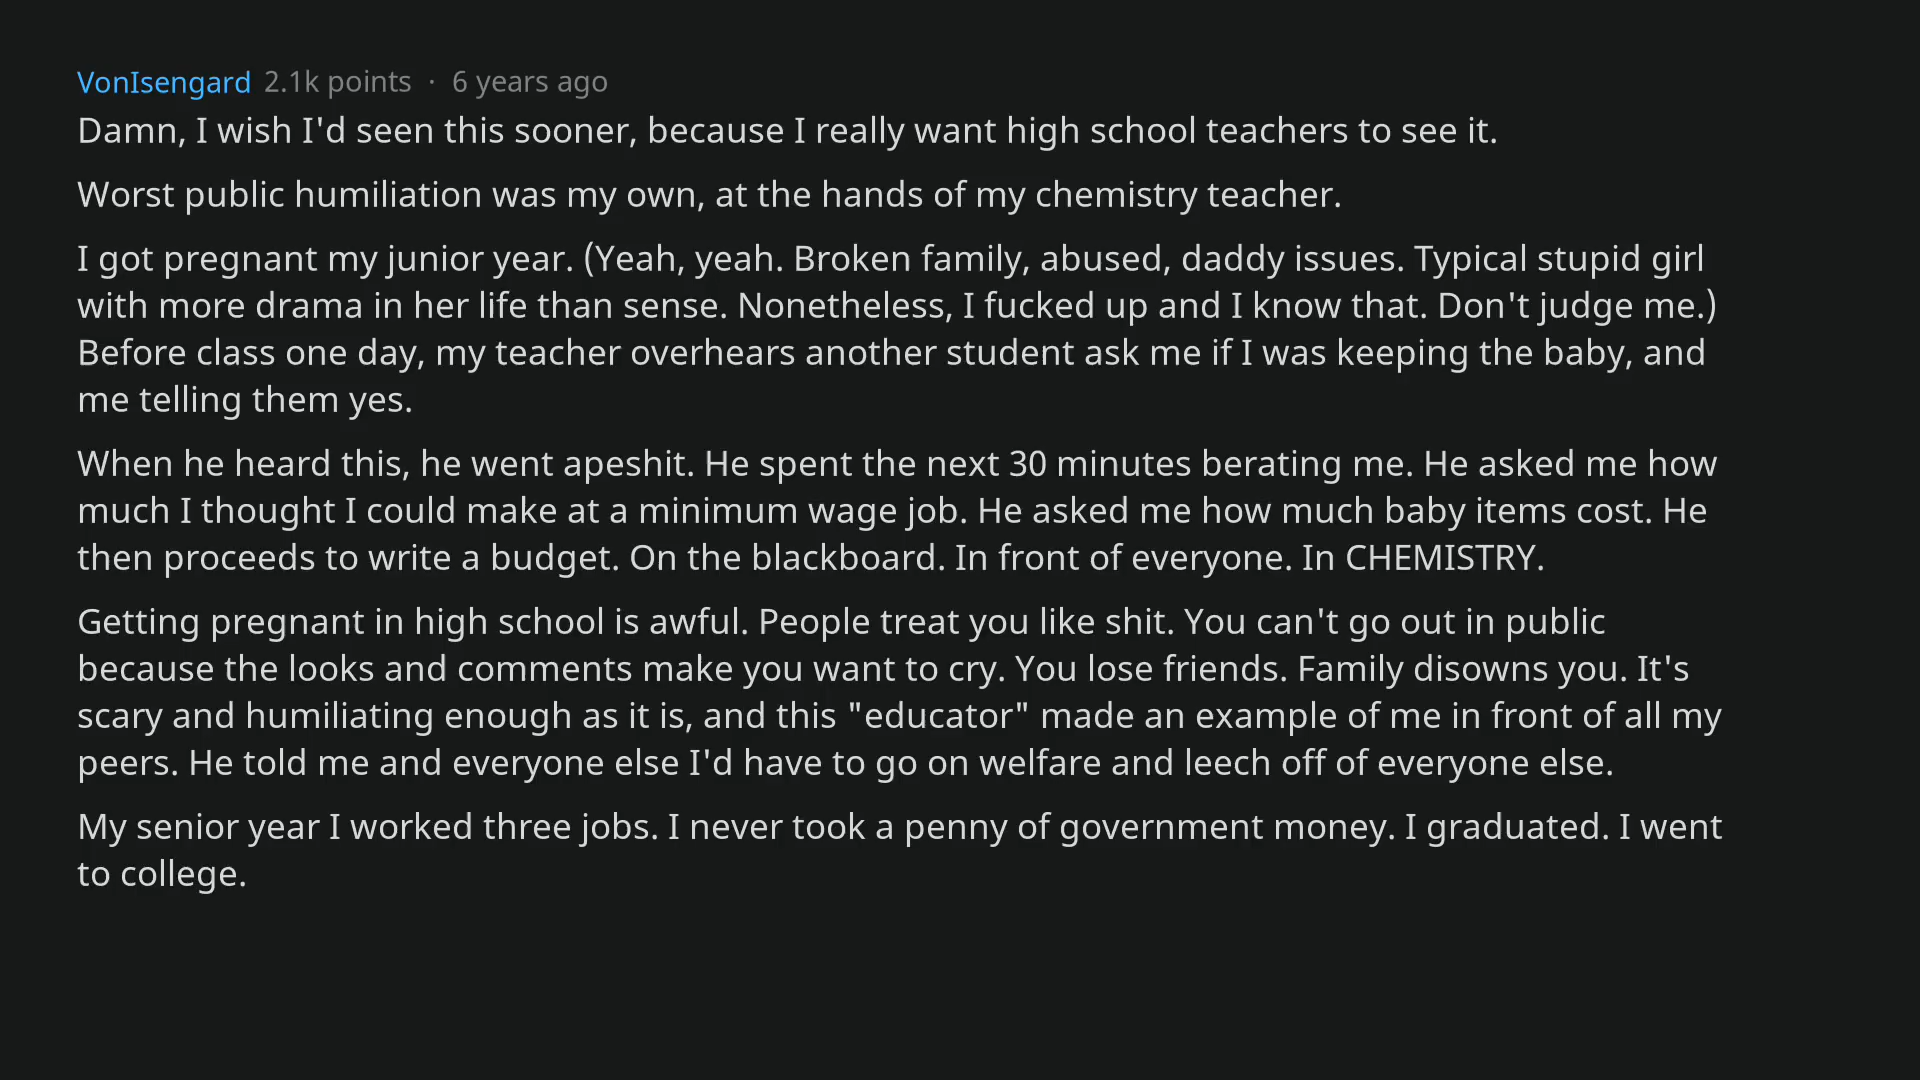 VonIsengard 2.1k points · 6 years ago
Damn, I wish I'd seen this sooner, because I really want high school teachers to see it.
Worst public humiliation was my own, at the hands of my chemistry teacher.
I got pregnant my junior year. (Yeah, yeah. Broken family, abused, daddy issues. Typical stupid girl
with more drama in her life than sense. Nonetheless, I fucked up and I know that. Don't judge me.)
Before class one day, my teacher overhears another student ask me if I was keeping the baby, and
me telling them yes.
When he heard this, he went apeshit. He spent the next 30 minutes berating me. He asked me how
much I thought I could make at a minimum wage job. He asked me how much baby items cost. He
then proceeds to write a budget. On the blackboard. In front of everyone. In CHEMISTRY.
Getting pregnant in high school is awful. People treat you like shit. You can't go out in public
because the looks and comments make you want to cry. You lose friends. Family disowns you. It's
scary and humiliating enough as it is, and this "educator" made an example of me in front of all my
peers. He told me and everyone else I'd have to go on welfare and leech off of everyone else.
My senior year I worked three jobs. I never took a penny of government money. I graduated. I went
to college.